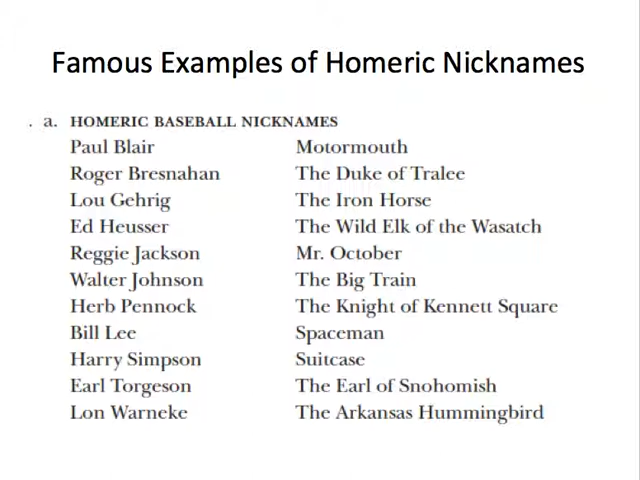 Famous Examples of Homeric Nicknames
. a. HOMERIC BASEBALL NICKNAMES
Paul Blair Motormouth
Roger Bresnahan The Duke of Tralee
Lou Gehrig The Iron Horse
Ed Heusser The Wild Elk of the Wasatch
Reggie Jackson Mr. October
Walter Johnson The Big Train
Herb Pennock The Knight of Kennett Square
Bill Lee Spaceman
Harry Simpson Suitcase
Earl Torgeson The Earl of Snohomish
Lon Warneke The Arkansas Hummingbird